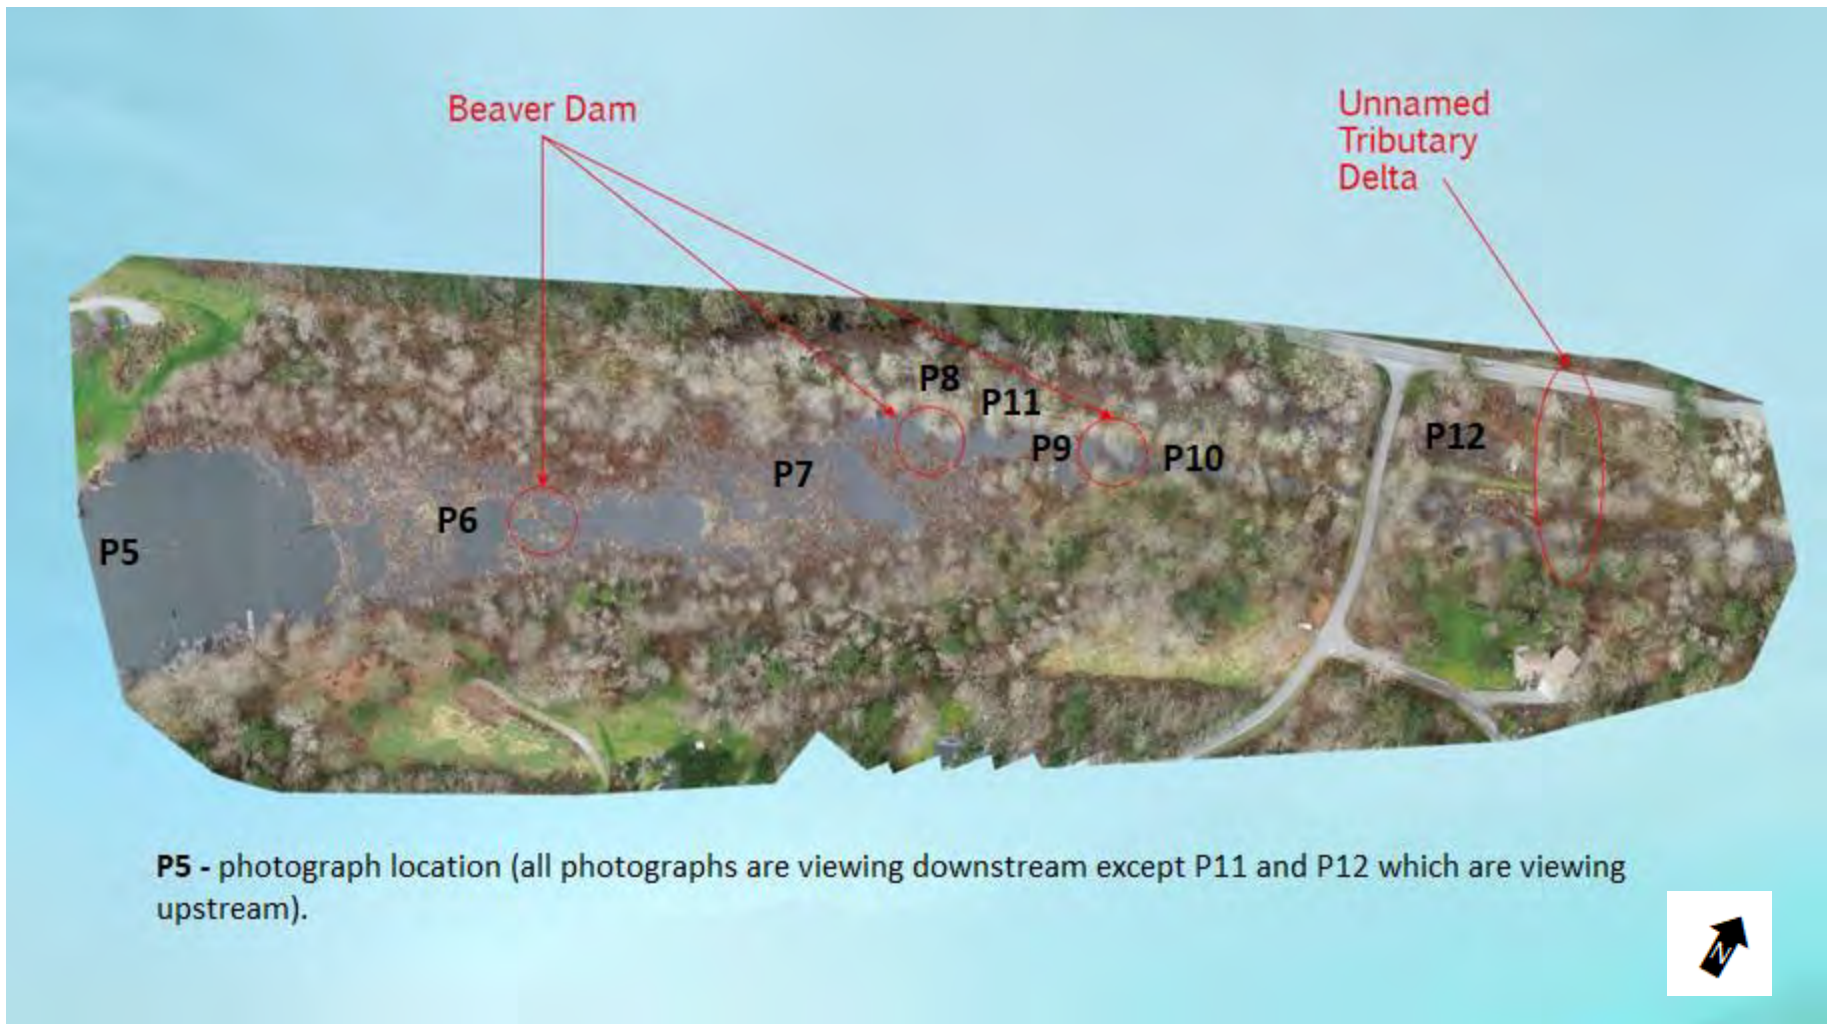 Beaver Dam
Unnamed
Tributary
Delta
P8
P11
P12
P9
P10
P7
P6
P5
P5 - photograph location (all photographs are viewing downstream except P11 and P12 which are viewing
upstream).
N